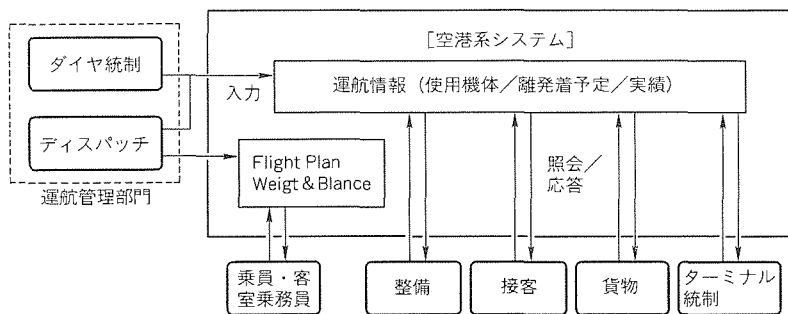 [空港系システム]
ダイヤ統制
運航情報(使用機体/離発着予定/実績)
入力
ディスパッチ
Flight Plan
Weigt & Blance
照会/
応答
運航管理部門
乗員・客
室乗務員
整備
接客
貨物
ターミナル
統制